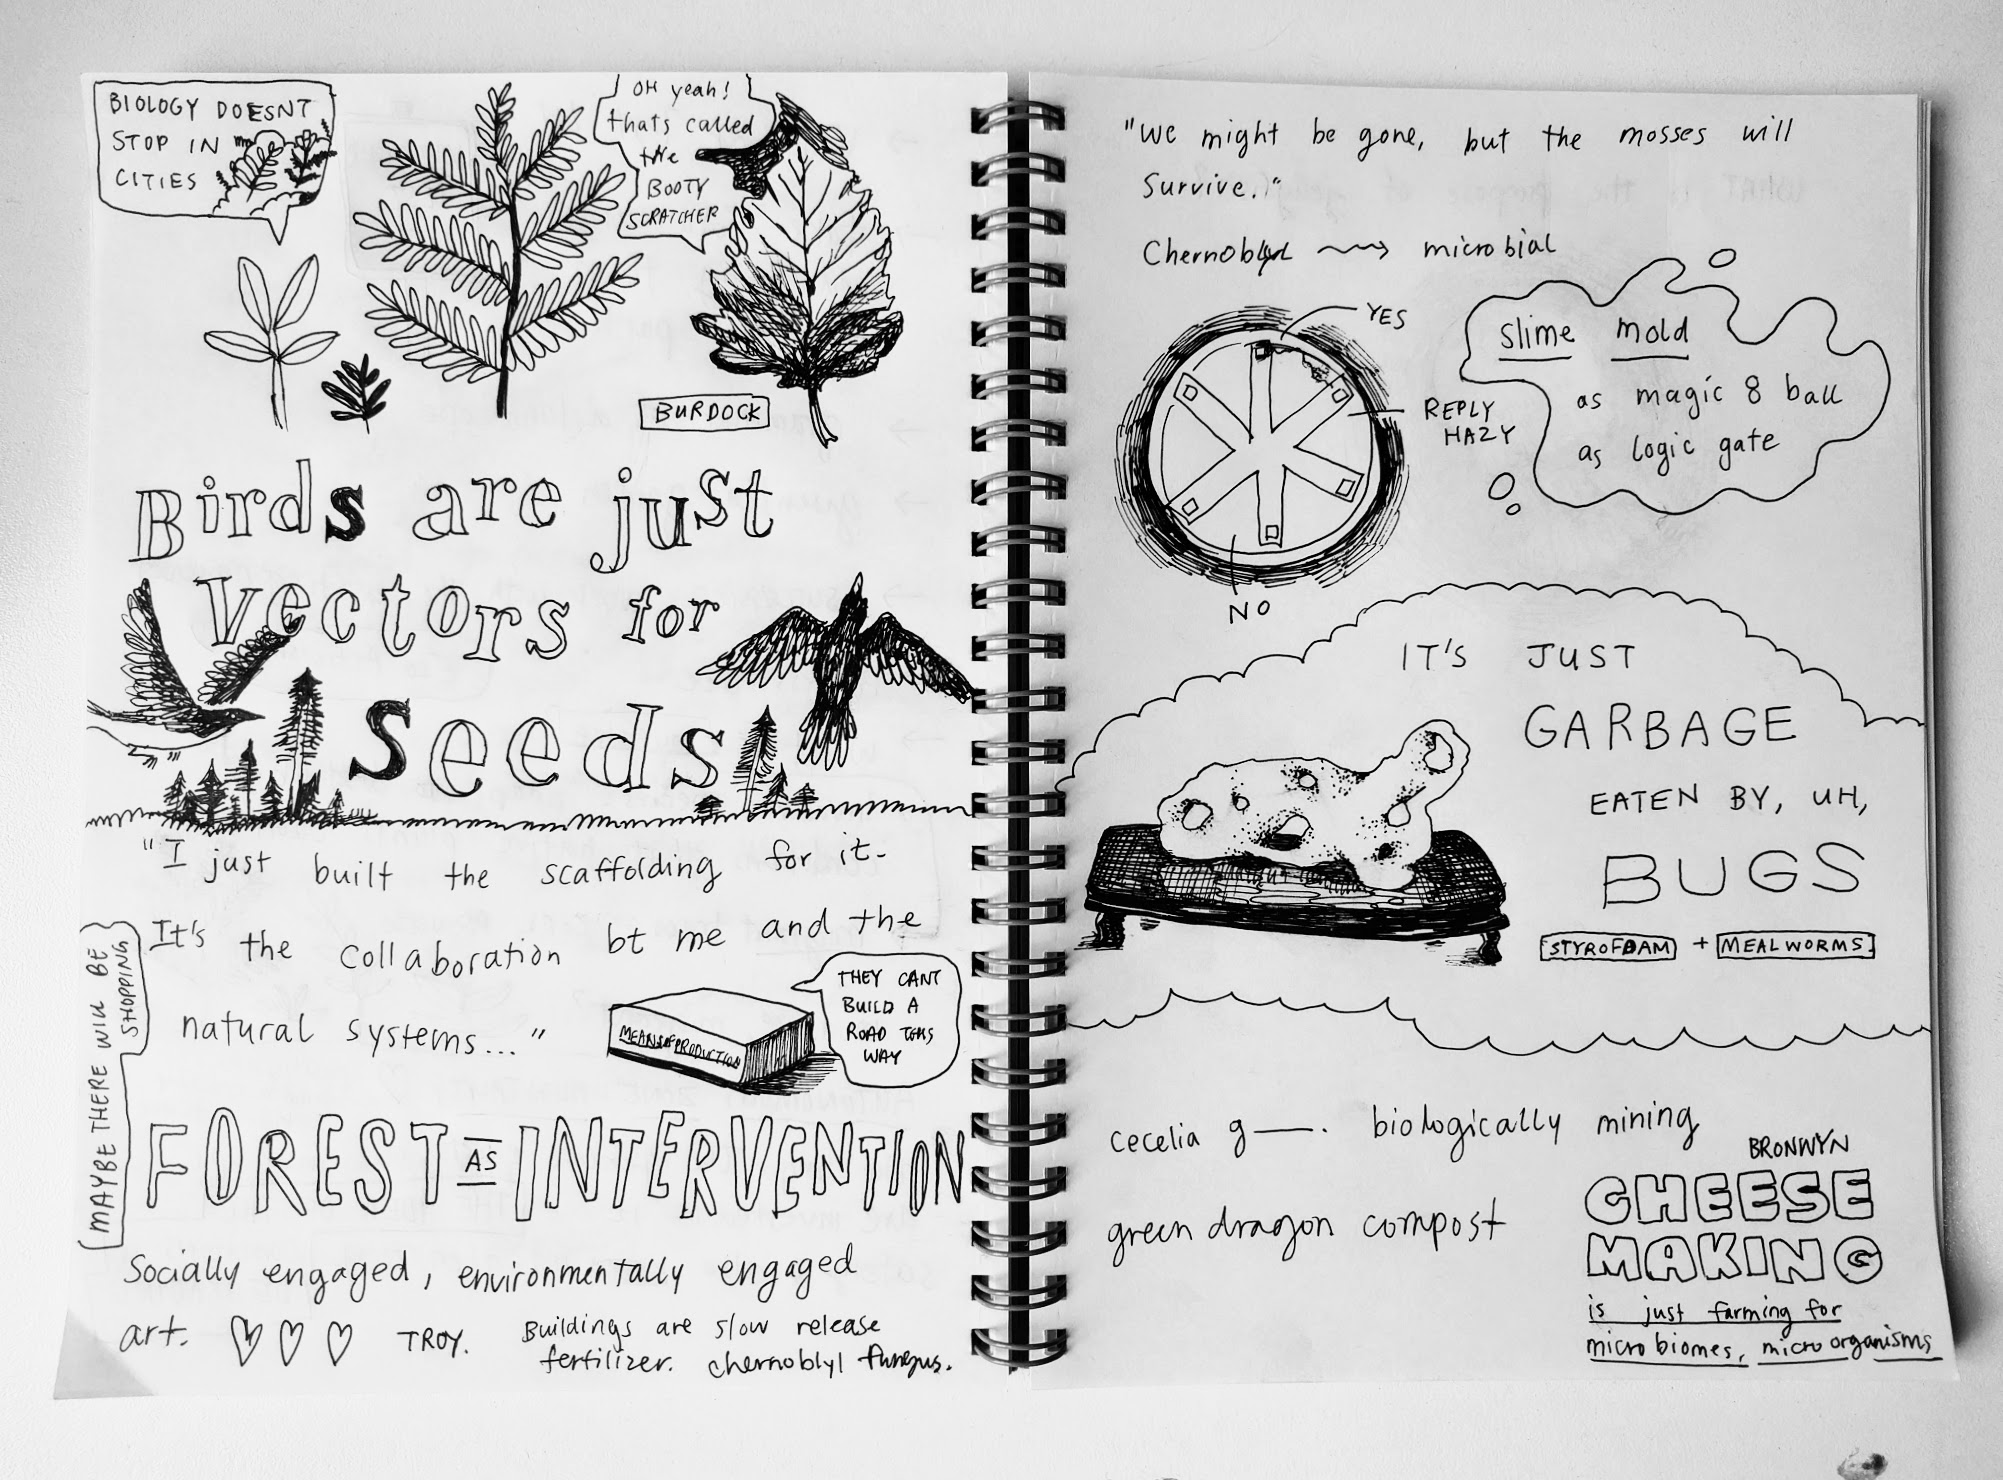 BIOLOGY DOESNT
STOP IN
CITIES
OH yeah!
thats called
the
BOOTY
SCRATCHER
BURDOCK
Birds are just
vectors for
seeds
"I just built the scaffolding for it-
It's the collaboration bt me and the
natural systems..."
MAYBE THERE WILL BE
SHOPPING
MEANS OF PRODUCTION
THEY CANT
BUILD A
ROAD THIS
WAY
FOREST AS INTERVENTION
Socially engaged, environmentally engaged
art. TROY.
Buildings are slow release
fertilizer. chernoblyl fungus.
"We might be gone, but the mosses will
Survive."
Chernobyl microbial
YES
REPLY
HAZY
NO
slime mold
as magic 8 ball
as logic gate
IT'S JUST
GARBAGE
EATEN BY, UH,
BUGS
STYROFOAM + MEALWORMS
cecelia g—. biologically mining
green dragon compost
BRONWYN
CHEESE
MAKING
is just farming for
microbiomes, microorganisms